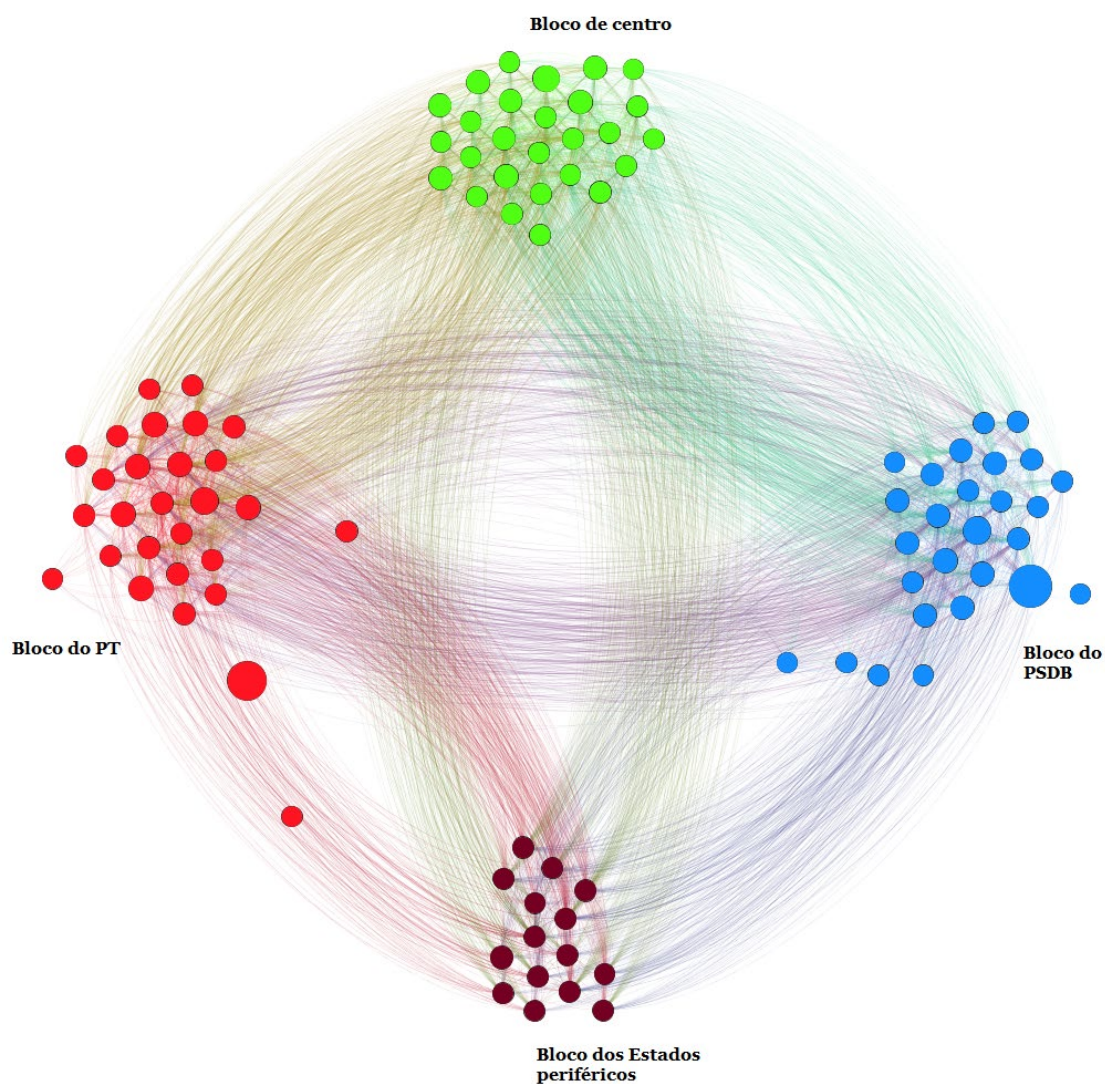 Bloco de centro
Bloco do PT
Bloco do
PSDB
Bloco dos Estados
periféricos